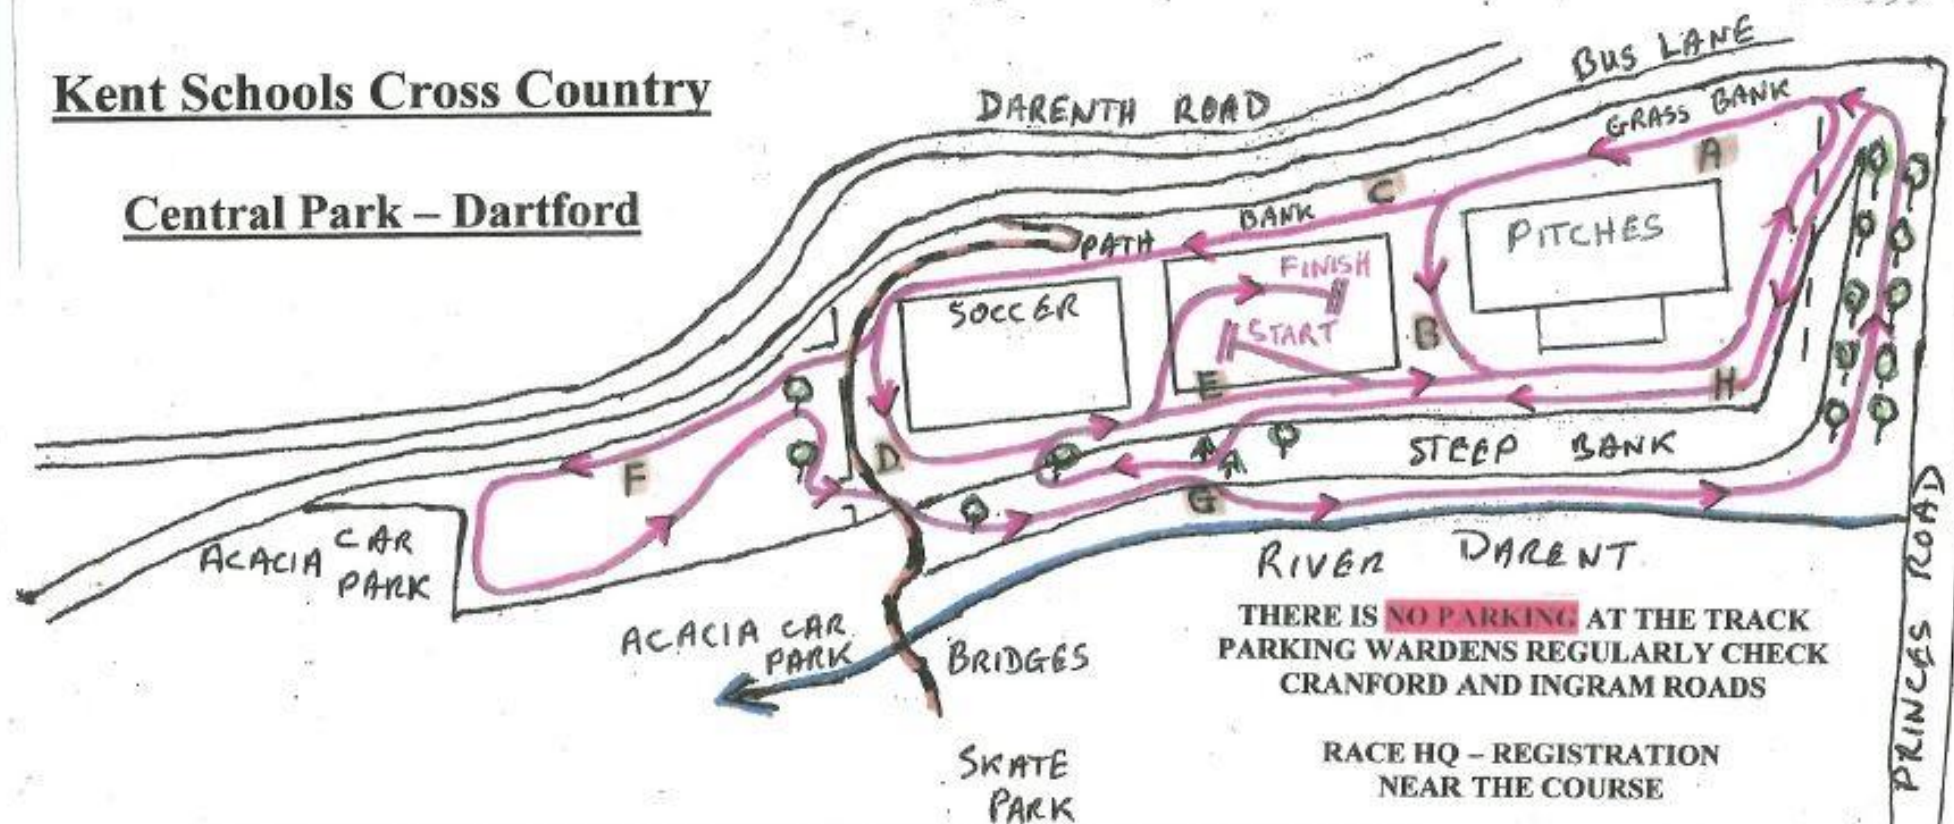 Kent Schools Cross Country
Central Park – Dartford
BUS LANE
DARENTH ROAD
GRASS BANK
A
C
BANK
PATH
PITCHES
FINISH
SOCCER
START
B
E
H
D
STEEP BANK
F
G
ACACIA CAR PARK
RIVER DARENT
ACACIA CAR
PARK
BRIDGES
SKATE
PARK
PRINCES ROAD
THERE IS NO PARKING AT THE TRACK
PARKING WARDENS REGULARLY CHECK
CRANFORD AND INGRAM ROADS
RACE HQ – REGISTRATION
NEAR THE COURSE